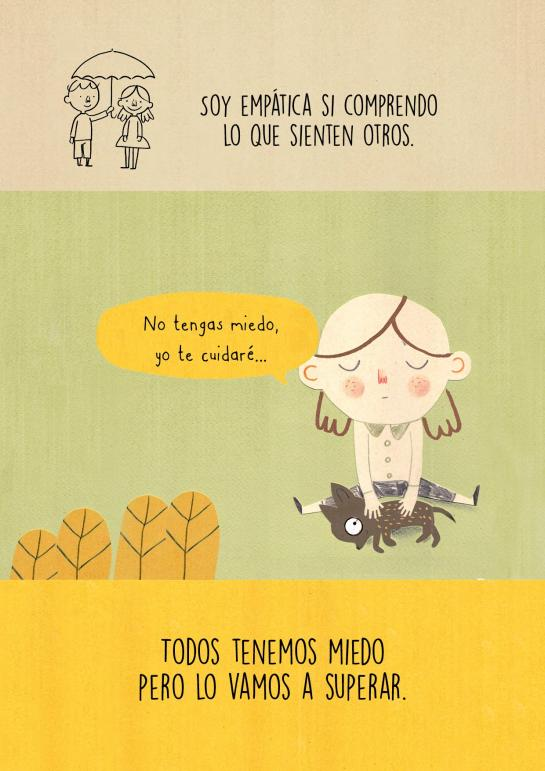 SOY EMPÁTICA SI COMPRENDO
LO QUE SIENTEN OTROS.
No tengas miedo,
yo te cuidaré...
TODOS TENEMOS MIEDO
PERO LO VAMOS A SUPERAR.